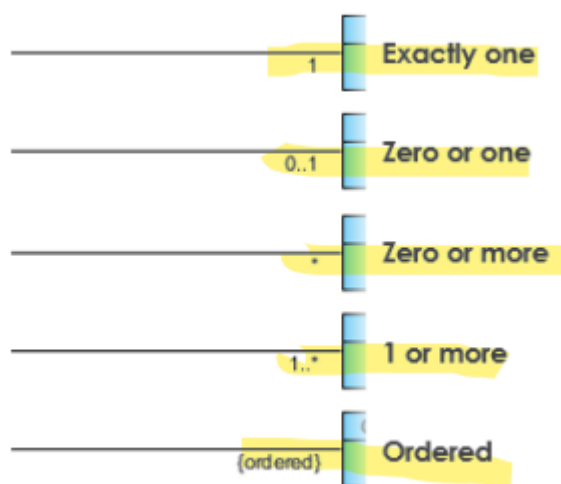 1 Exactly one
0..1 Zero or one
* Zero or more
1..* 1 or more
{ordered} Ordered